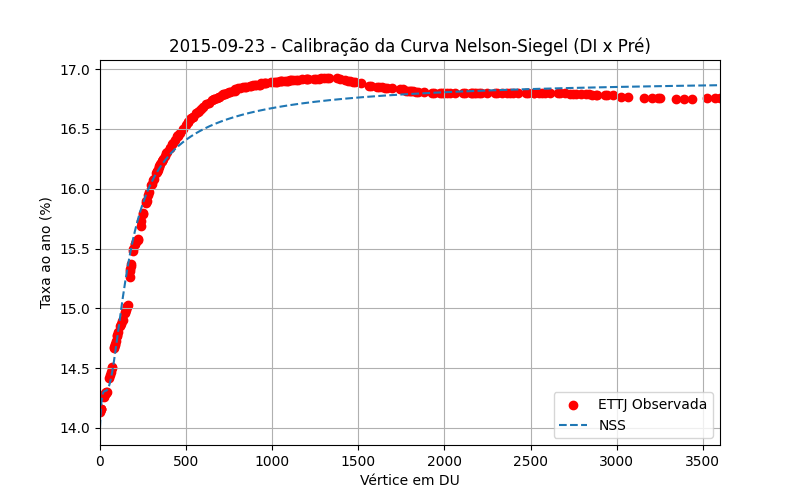 2015-09-23 - Calibração da Curva Nelson-Siegel (DI x Pré)
Taxa ao ano (%)
17.0
16.5
16.0
15.5
15.0
14.5
14.0
ETTJ Observada
NSS
0 500 1000 1500 2000 2500 3000 3500
Vértice em DU